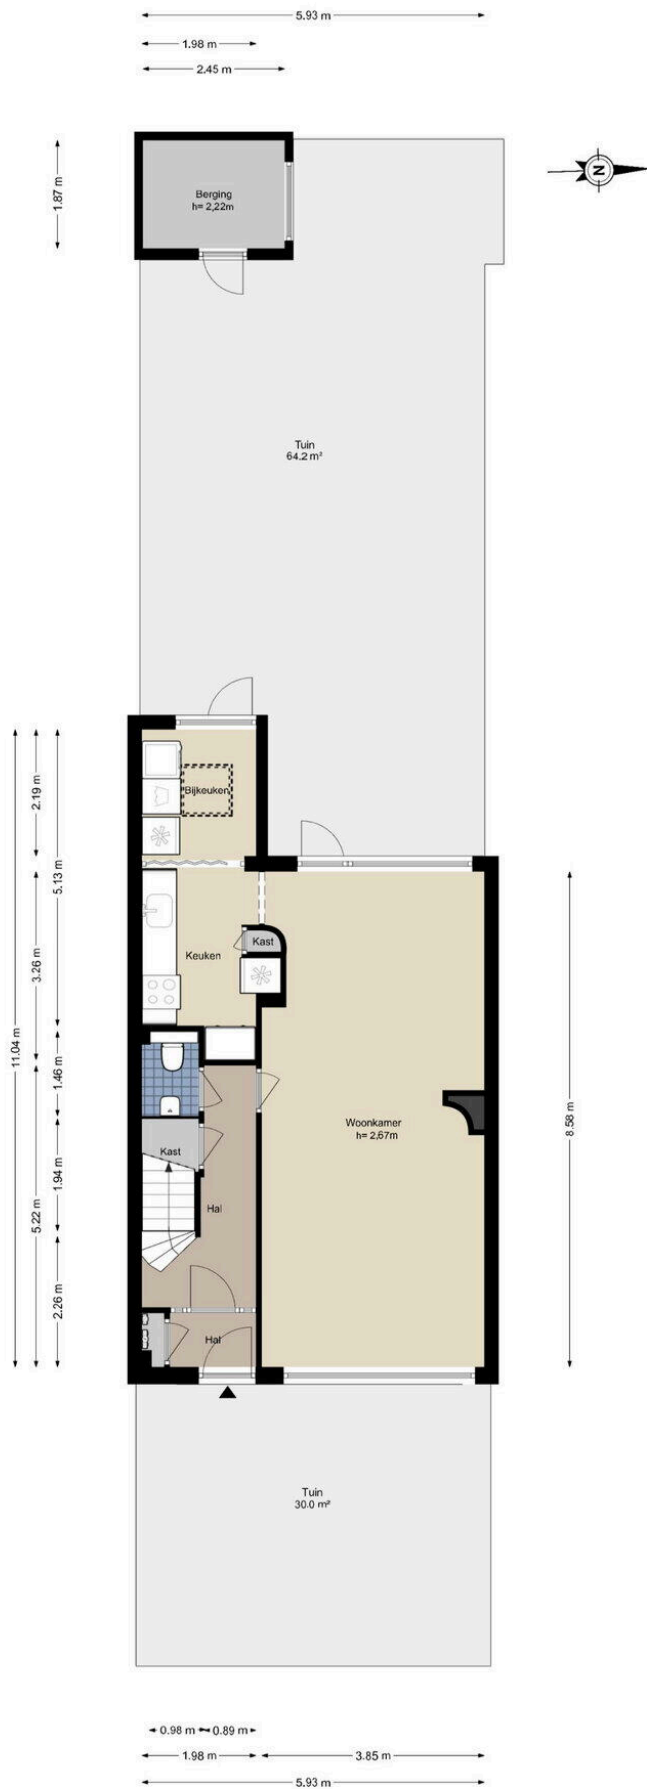 5.93 m
1.98 m
2.45 m
1.87 m
Berging
h= 2,22m
N
Tuin
64.2 m²
11.04 m
2.19 m
5.13 m
3.26 m
5.22 m
1.46 m
1.94 m
2.26 m
8.58 m
Bijkeuken
Keuken
Kast
Woonkamer
h= 2,67m
Kast
Hal
Hal
Tuin
30.0 m²
0.98 m
0.89 m
1.98 m
3.85 m
5.93 m